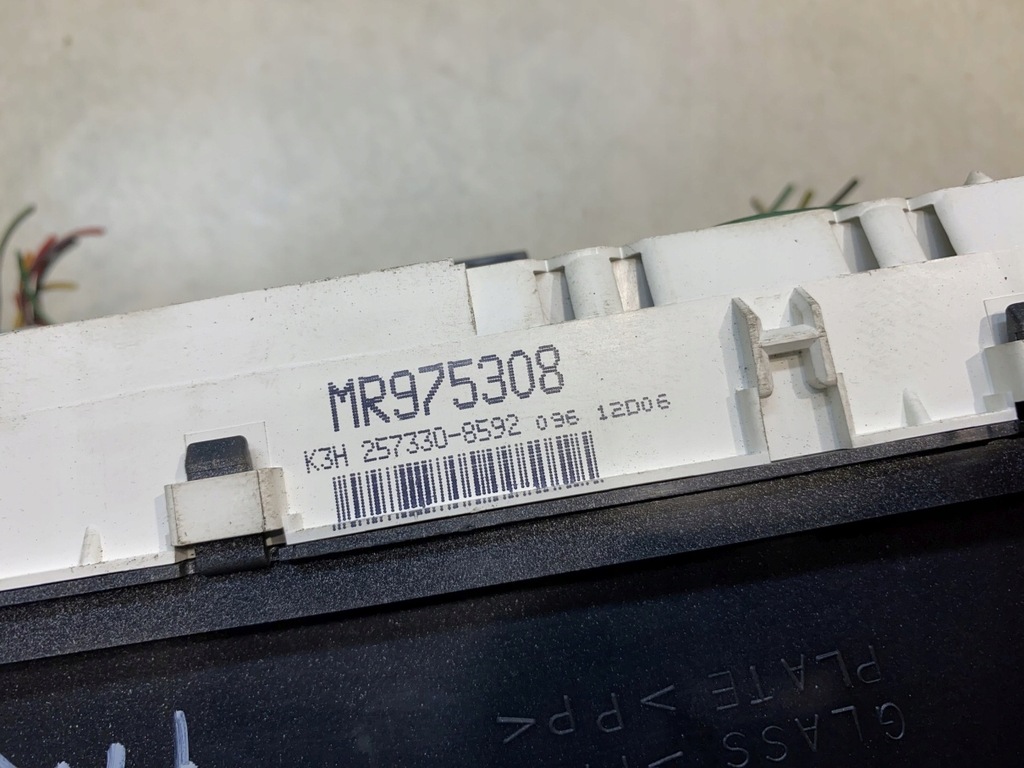 MR975308
K3H 257330-8592 096 12D06
GLASS
PLATE >PP<